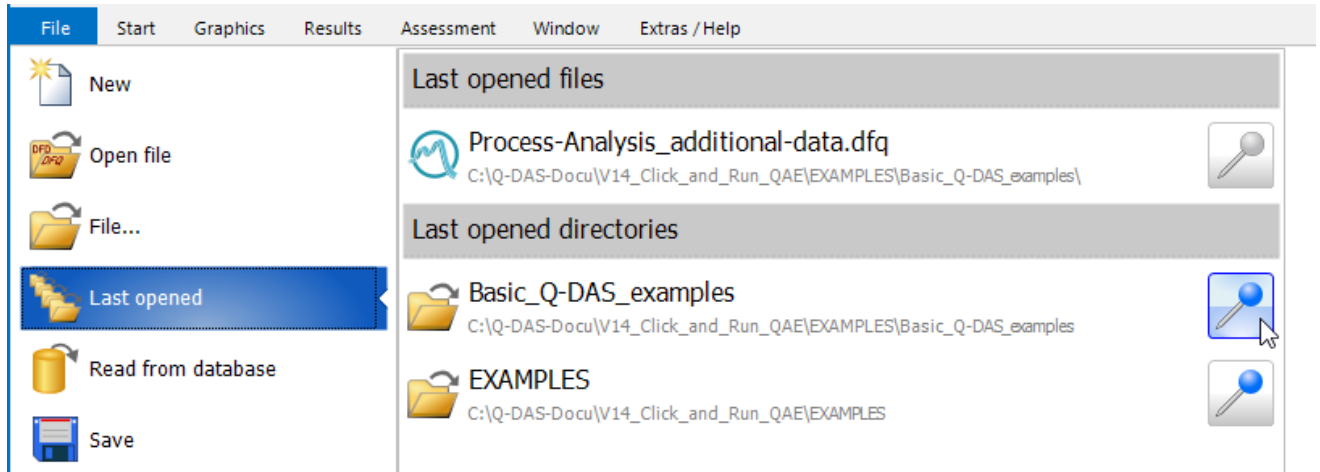 File Start Graphics Results Assessment Window Extras / Help
New
Open file
File...
Last opened
Read from database
Save
Last opened files
Process-Analysis_additional-data.dfq
C:\Q-DAS-Docu\V14_Click_and_Run_QAE\EXAMPLES\Basic_Q-DAS_examples\
Last opened directories
Basic_Q-DAS_examples
C:\Q-DAS-Docu\V14_Click_and_Run_QAE\EXAMPLES\Basic_Q-DAS_examples
EXAMPLES
C:\Q-DAS-Docu\V14_Click_and_Run_QAE\EXAMPLES
DFD
DFQ